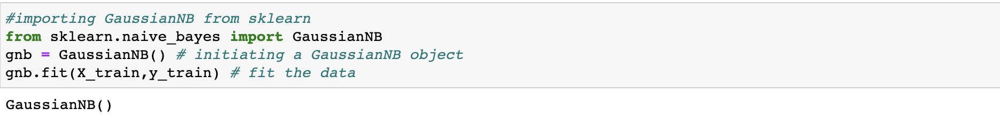 #importing GaussianNB from sklearn
from sklearn.naive_bayes import GaussianNB
gnb = GaussianNB() # initiating a GaussianNB object
gnb.fit(X_train,y_train) # fit the data
GaussianNB()